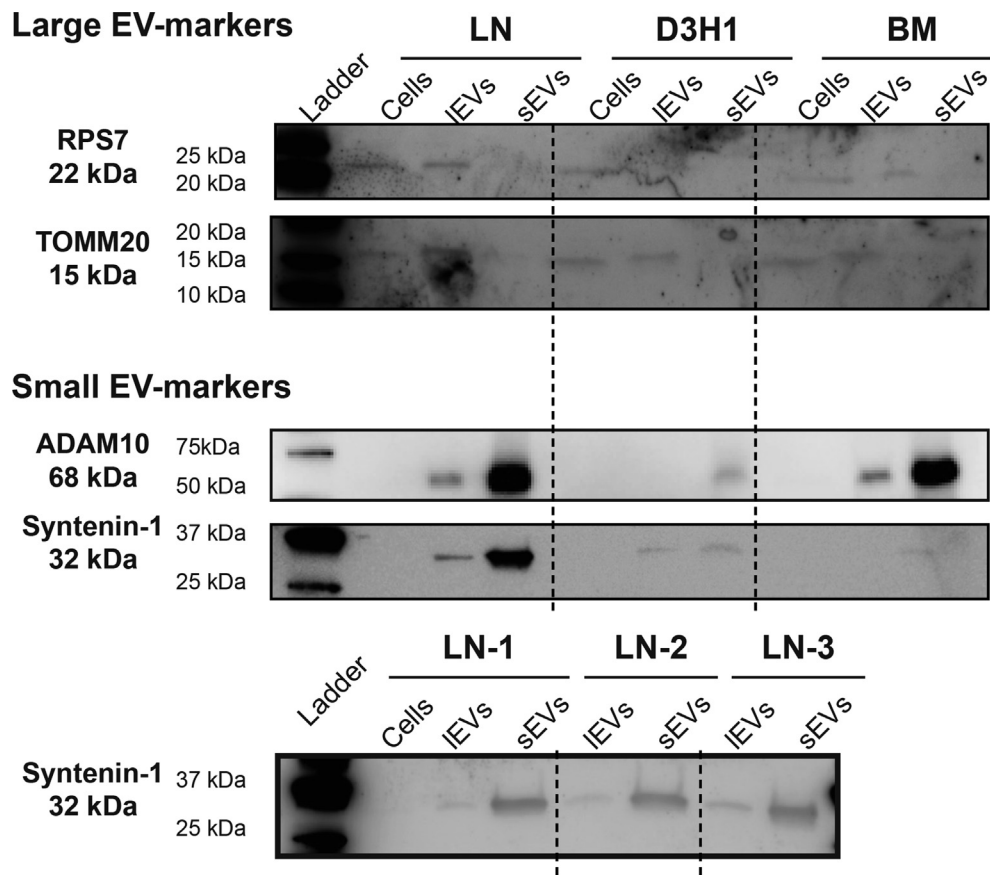 Large EV-markers
LN D3H1 BM
Ladder Cells lEVs sEVs Cells lEVs sEVs Cells lEVs sEVs
RPS7
22 kDa
25 kDa
20 kDa
TOMM20
15 kDa
20 kDa
15 kDa
10 kDa
Small EV-markers
ADAM10
68 kDa
75kDa
50 kDa
Syntenin-1
32 kDa
37 kDa
25 kDa
LN-1 LN-2 LN-3
Ladder Cells lEVs sEVs lEVs sEVs lEVs sEVs
Syntenin-1
32 kDa
37 kDa
25 kDa